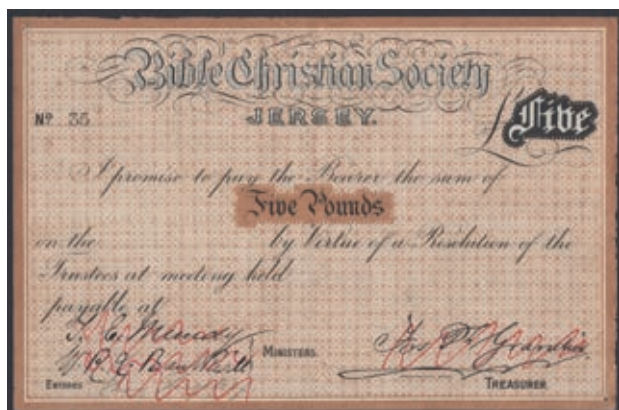 Bible Christian Society
JERSEY.
Nº 35
Five
I promise to pay the Bearer the sum of
Five Pounds
on the by Virtue of a Resolution of the
Trustees at meeting held
payable at
MINISTERS.
ENTERED
TREASURER